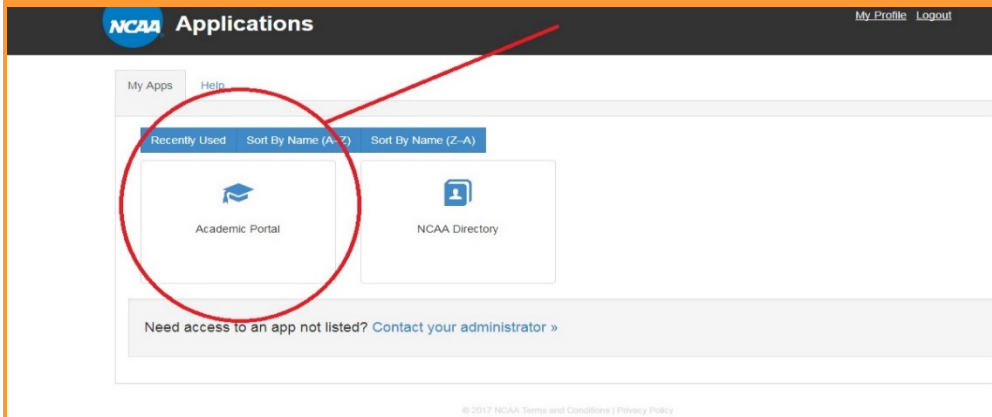 NCAA Applications
My Profile Logout
My Apps Help
Recently Used Sort By Name (A–Z) Sort By Name (Z–A)
Academic Portal NCAA Directory
Need access to an app not listed? Contact your administrator »
© 2017 NCAA Terms and Conditions | Privacy Policy